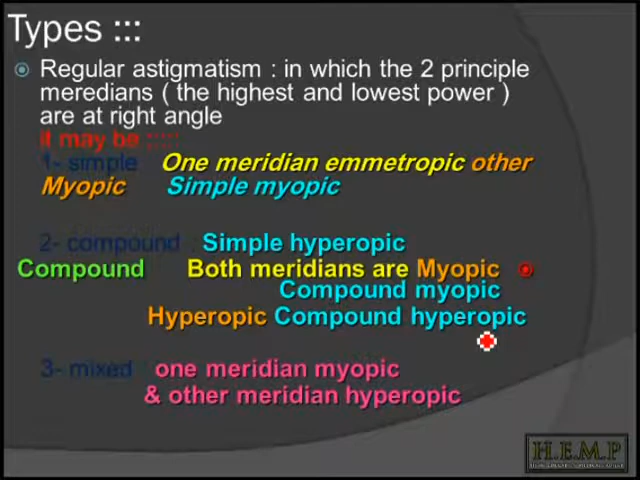 Types :::
Regular astigmatism : in which the 2 principle
meredians ( the highest and lowest power )
are at right angle
it may be :::::
1- simple One meridian emmetropic other
Myopic Simple myopic
2- compound : Simple hyperopic
Compound Both meridians are Myopic
Compound myopic
Hyperopic Compound hyperopic
3- mixed : one meridian myopic
& other meridian hyperopic
H.E.M.P